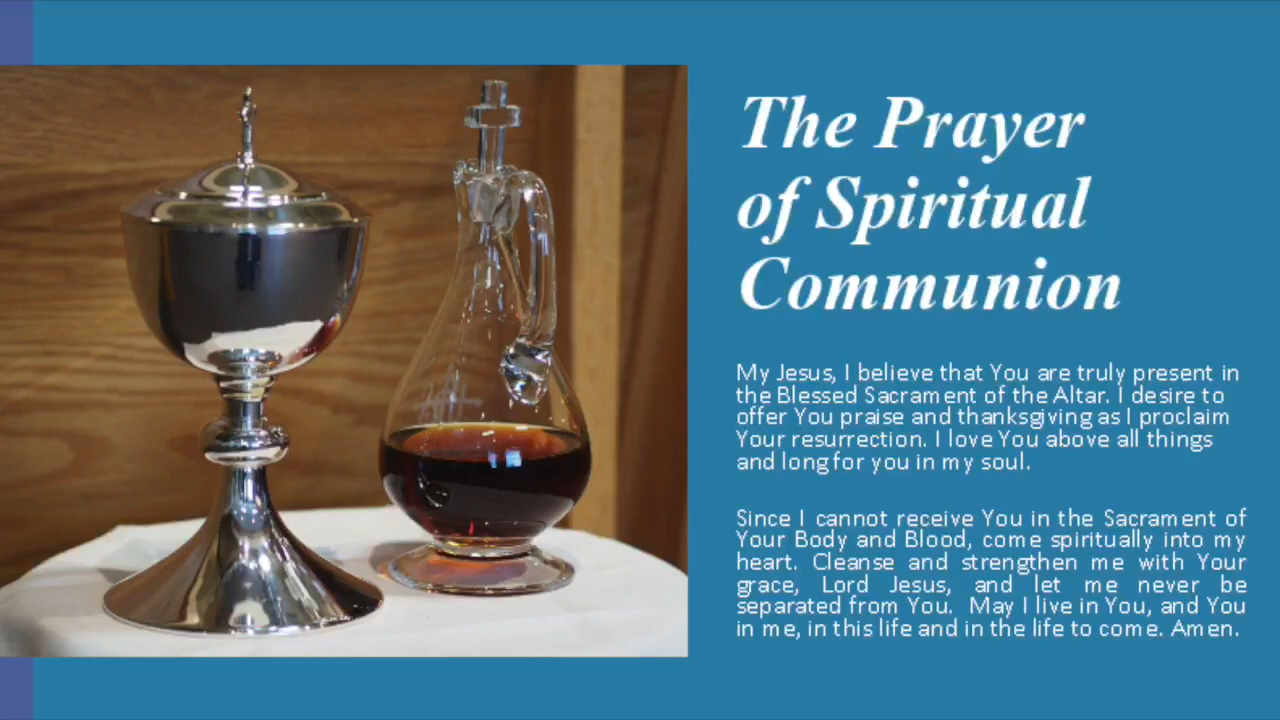 The Prayer
of Spiritual
Communion
My Jesus, I believe that You are truly present in
the Blessed Sacrament of the Altar. I desire to
offer You praise and thanksgiving as I proclaim
Your resurrection. I love You above all things
and long for you in my soul.
Since I cannot receive You in the Sacrament of
Your Body and Blood, come spiritually into my
heart. Cleanse and strengthen me with Your
grace, Lord Jesus, and let me never be
separated from You. May I live in You, and You
in me, in this life and in the life to come. Amen.